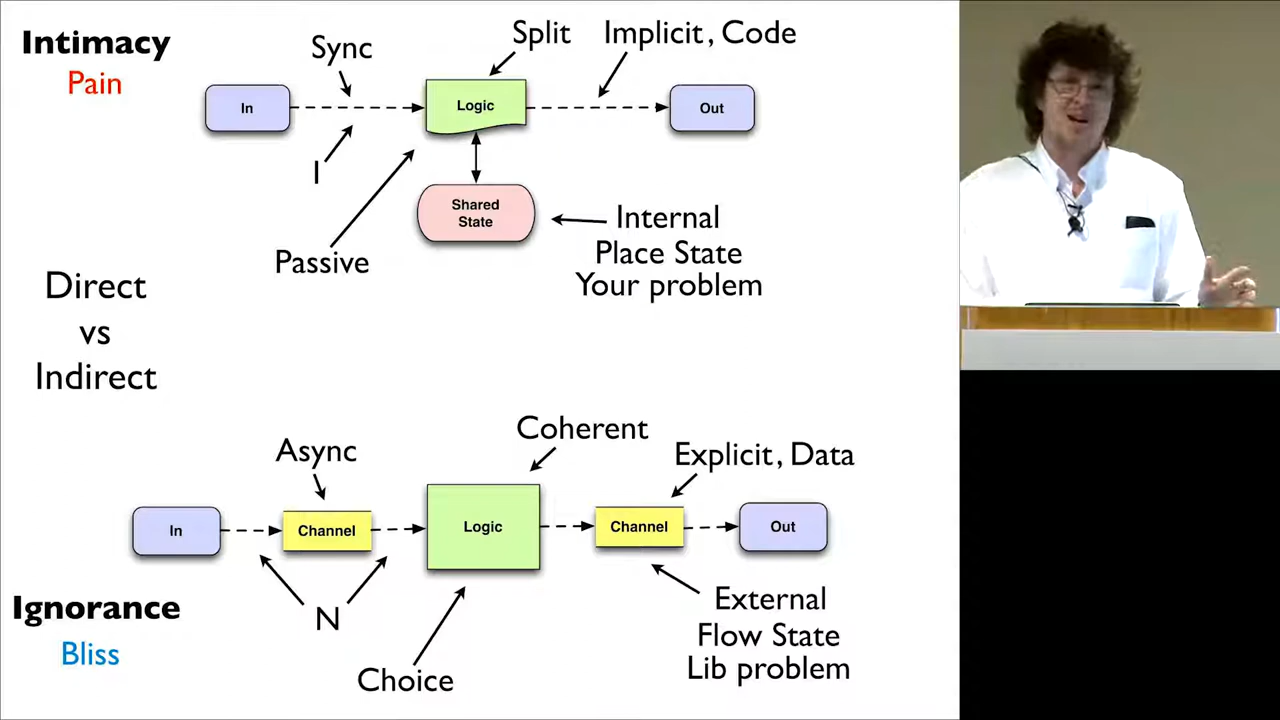 Intimacy
Pain
Sync
Split
Implicit, Code
In
Logic
Out
I
Shared
State
Passive
Internal
Place State
Your problem
Direct
vs
Indirect
Async
Coherent
Explicit, Data
In
Channel
Logic
Channel
Out
Ignorance
Bliss
N
Choice
External
Flow State
Lib problem